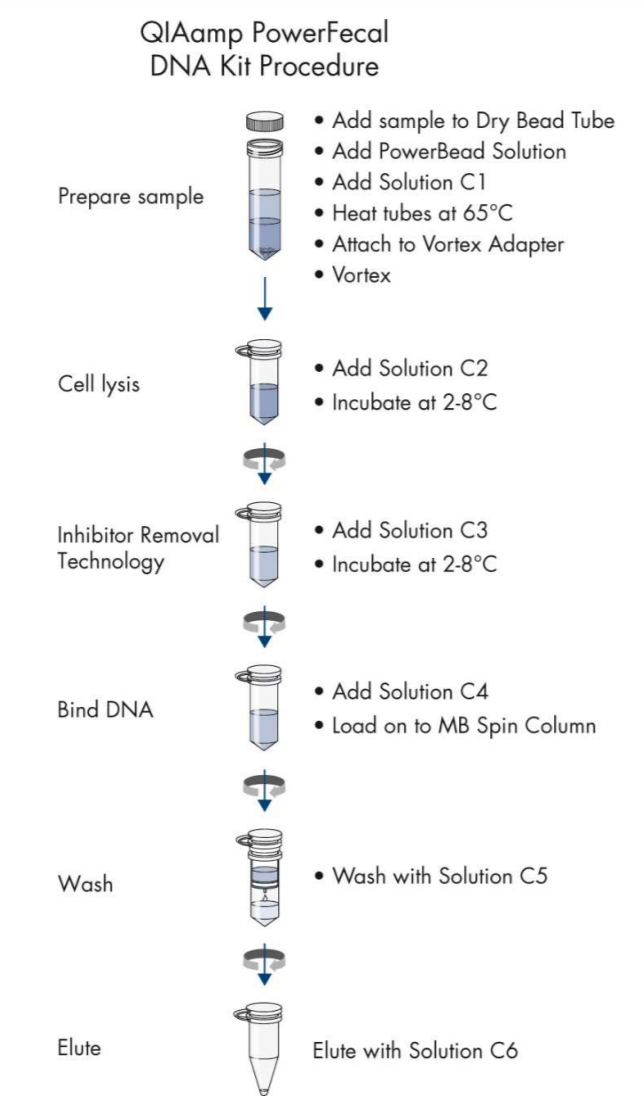 QIAamp PowerFecal
DNA Kit Procedure
Prepare sample
• Add sample to Dry Bead Tube
• Add PowerBead Solution
• Add Solution C1
• Heat tubes at 65°C
• Attach to Vortex Adapter
• Vortex
Cell lysis
• Add Solution C2
• Incubate at 2-8°C
Inhibitor Removal
Technology
• Add Solution C3
• Incubate at 2-8°C
Bind DNA
• Add Solution C4
• Load on to MB Spin Column
Wash
• Wash with Solution C5
Elute
Elute with Solution C6